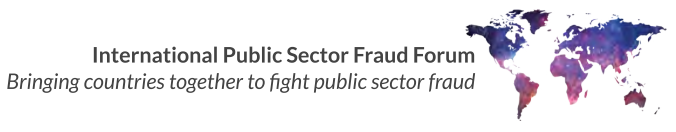 International Public Sector Fraud Forum
Bringing countries together to fight public sector fraud